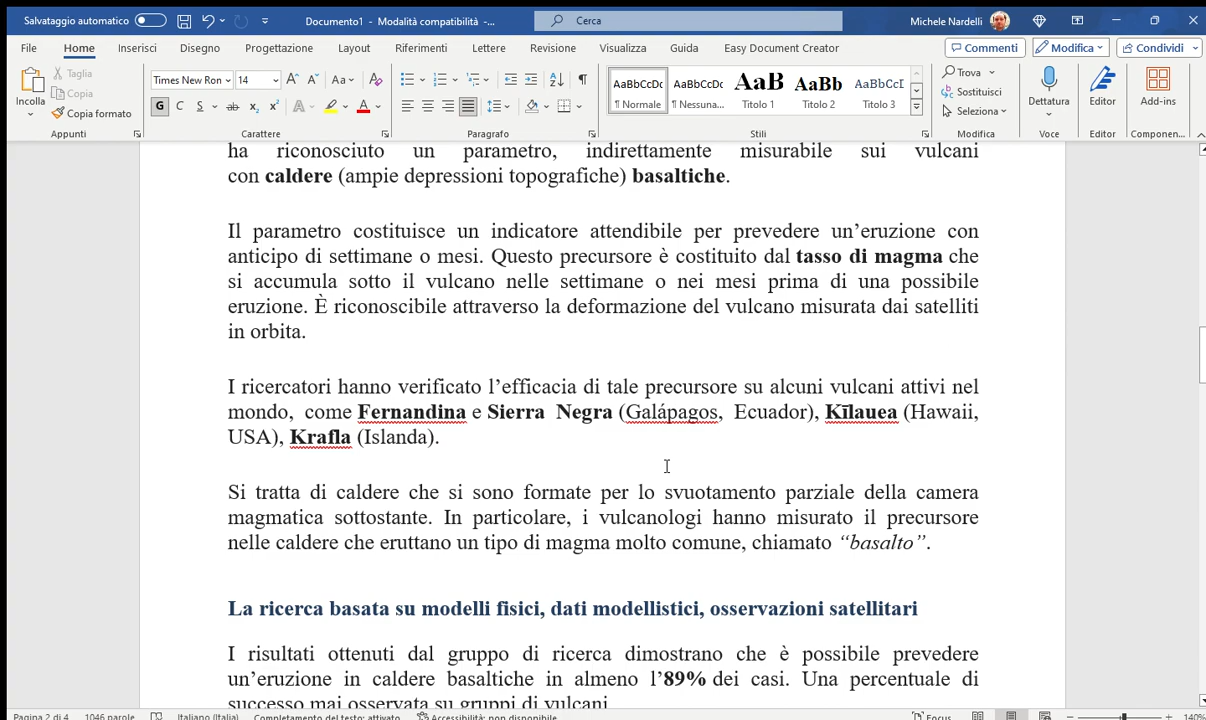 Salvataggio automatico
Documento1 - Modalità compatibilità -...
Cerca
Michele Nardelli
File Home Inserisci Disegno Progettazione Layout Riferimenti Lettere Revisione Visualizza Guida Easy Document Creator
Commenti Modifica Condividi
Incolla
Taglia
Copia
Copia formato
Times New Ron 14
G C S ab x₂ x² A A
AaBbCcDc AaBbCcDc AaB AaBb AaBbCcD
¶ Normale ¶ Nessuna... Titolo 1 Titolo 2 Titolo 3
Trova
Sostituisci
Seleziona
Dettatura Editor Add-ins
Appunti Carattere Paragrafo Stili Modifica Voce Editor Componen...
ha riconosciuto un parametro, indirettamente misurabile sui vulcani
con caldere (ampie depressioni topografiche) basaltiche.
Il parametro costituisce un indicatore attendibile per prevedere un’eruzione con
anticipo di settimane o mesi. Questo precursore è costituito dal tasso di magma che
si accumula sotto il vulcano nelle settimane o nei mesi prima di una possibile
eruzione. È riconoscibile attraverso la deformazione del vulcano misurata dai satelliti
in orbita.
I ricercatori hanno verificato l’efficacia di tale precursore su alcuni vulcani attivi nel
mondo, come Fernandina e Sierra Negra (Galápagos, Ecuador), Kīlauea (Hawaii,
USA), Krafla (Islanda).
Si tratta di caldere che si sono formate per lo svuotamento parziale della camera
magmatica sottostante. In particolare, i vulcanologi hanno misurato il precursore
nelle caldere che eruttano un tipo di magma molto comune, chiamato “basalto”.
La ricerca basata su modelli fisici, dati modellistici, osservazioni satellitari
I risultati ottenuti dal gruppo di ricerca dimostrano che è possibile prevedere
un’eruzione in caldere basaltiche in almeno l’89% dei casi. Una percentuale di
successo mai osservata su gruppi di vulcani
Pagina 2 di 4 1046 parole Italiano (Italia) Completamento del testo: attivato Accessibilità: non disponibile Focus 140%